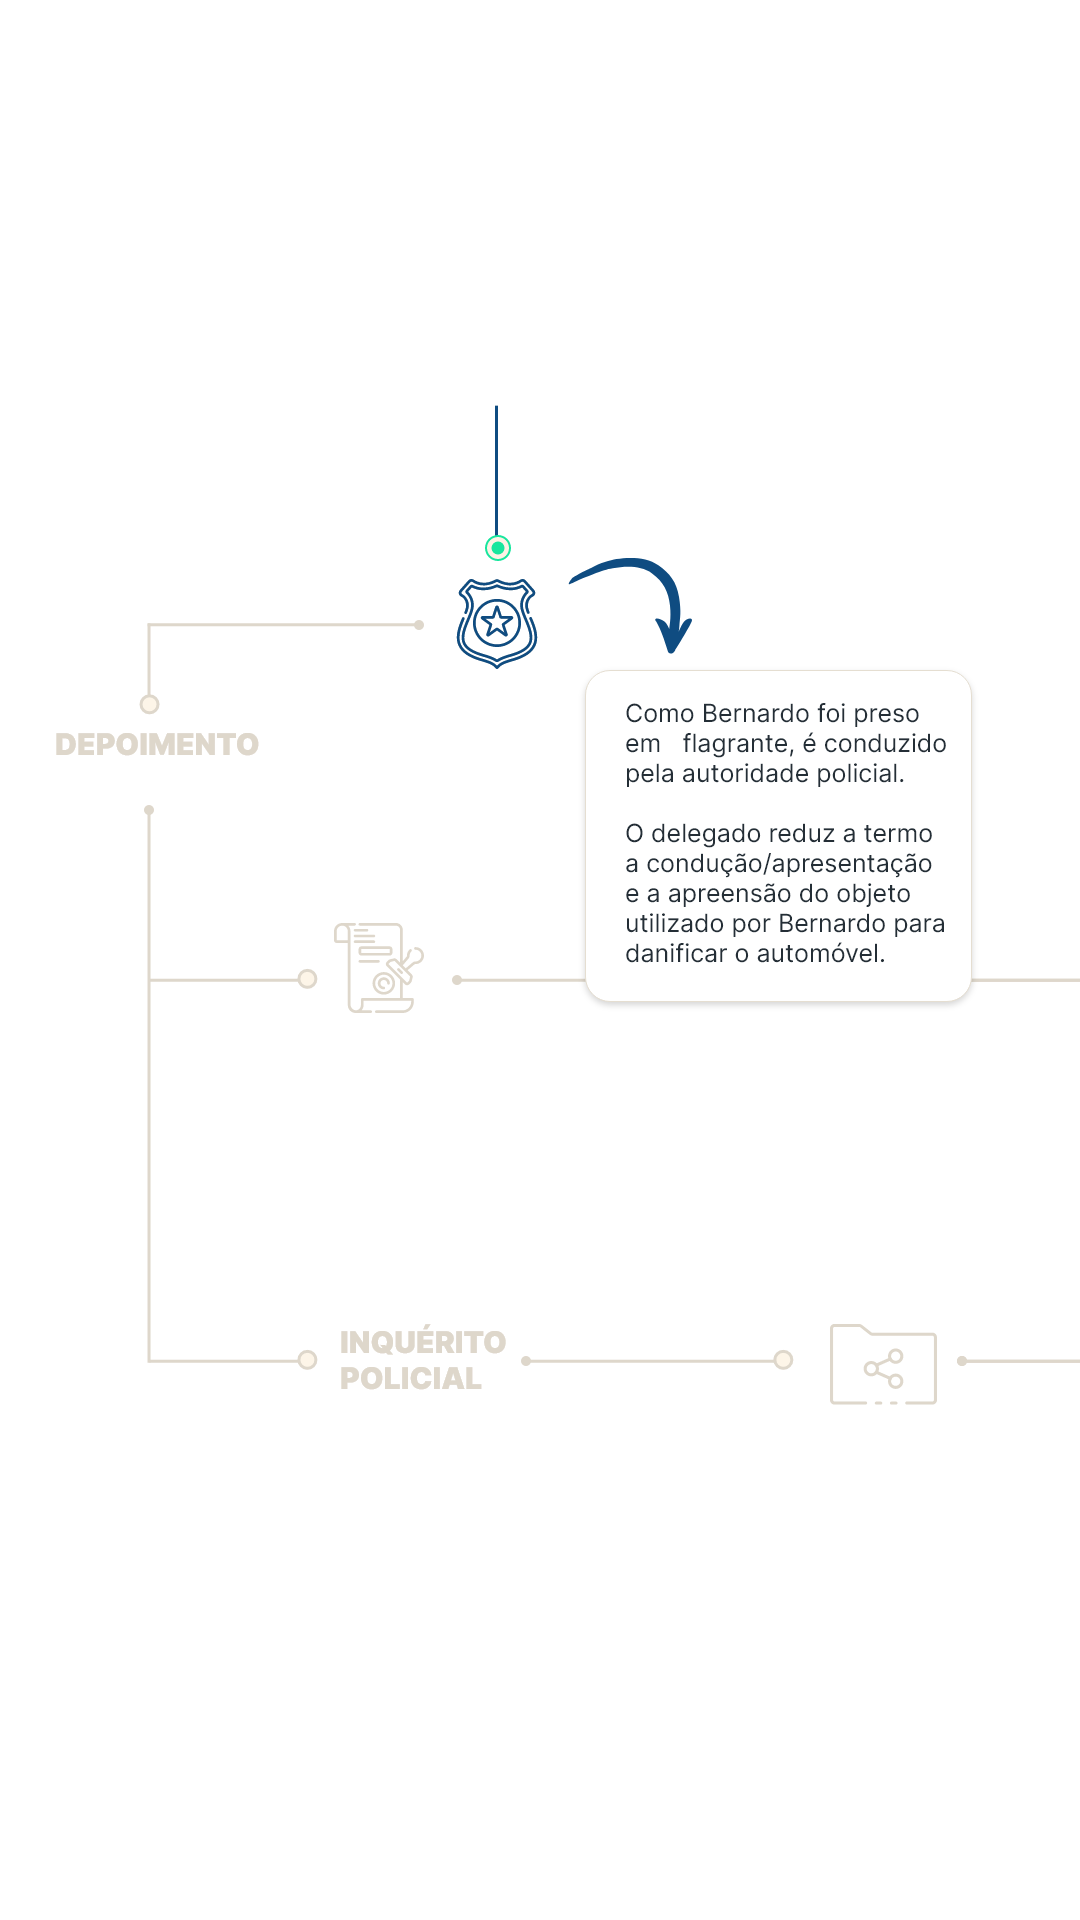 DEPOIMENTO
Como Bernardo foi preso
em flagrante, é conduzido
pela autoridade policial.
O delegado reduz a termo
a condução/apresentação
e a apreensão do objeto
utilizado por Bernardo para
danificar o automóvel.
INQUÉRITO
POLICIAL